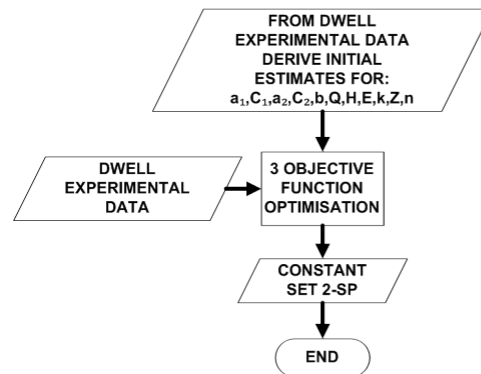 FROM DWELL
EXPERIMENTAL DATA
DERIVE INITIAL
ESTIMATES FOR:
a₁,C₁,a₂,C₂,b,Q,H,E,k,Z,n
DWELL
EXPERIMENTAL
DATA
3 OBJECTIVE
FUNCTION
OPTIMISATION
CONSTANT
SET 2-SP
END